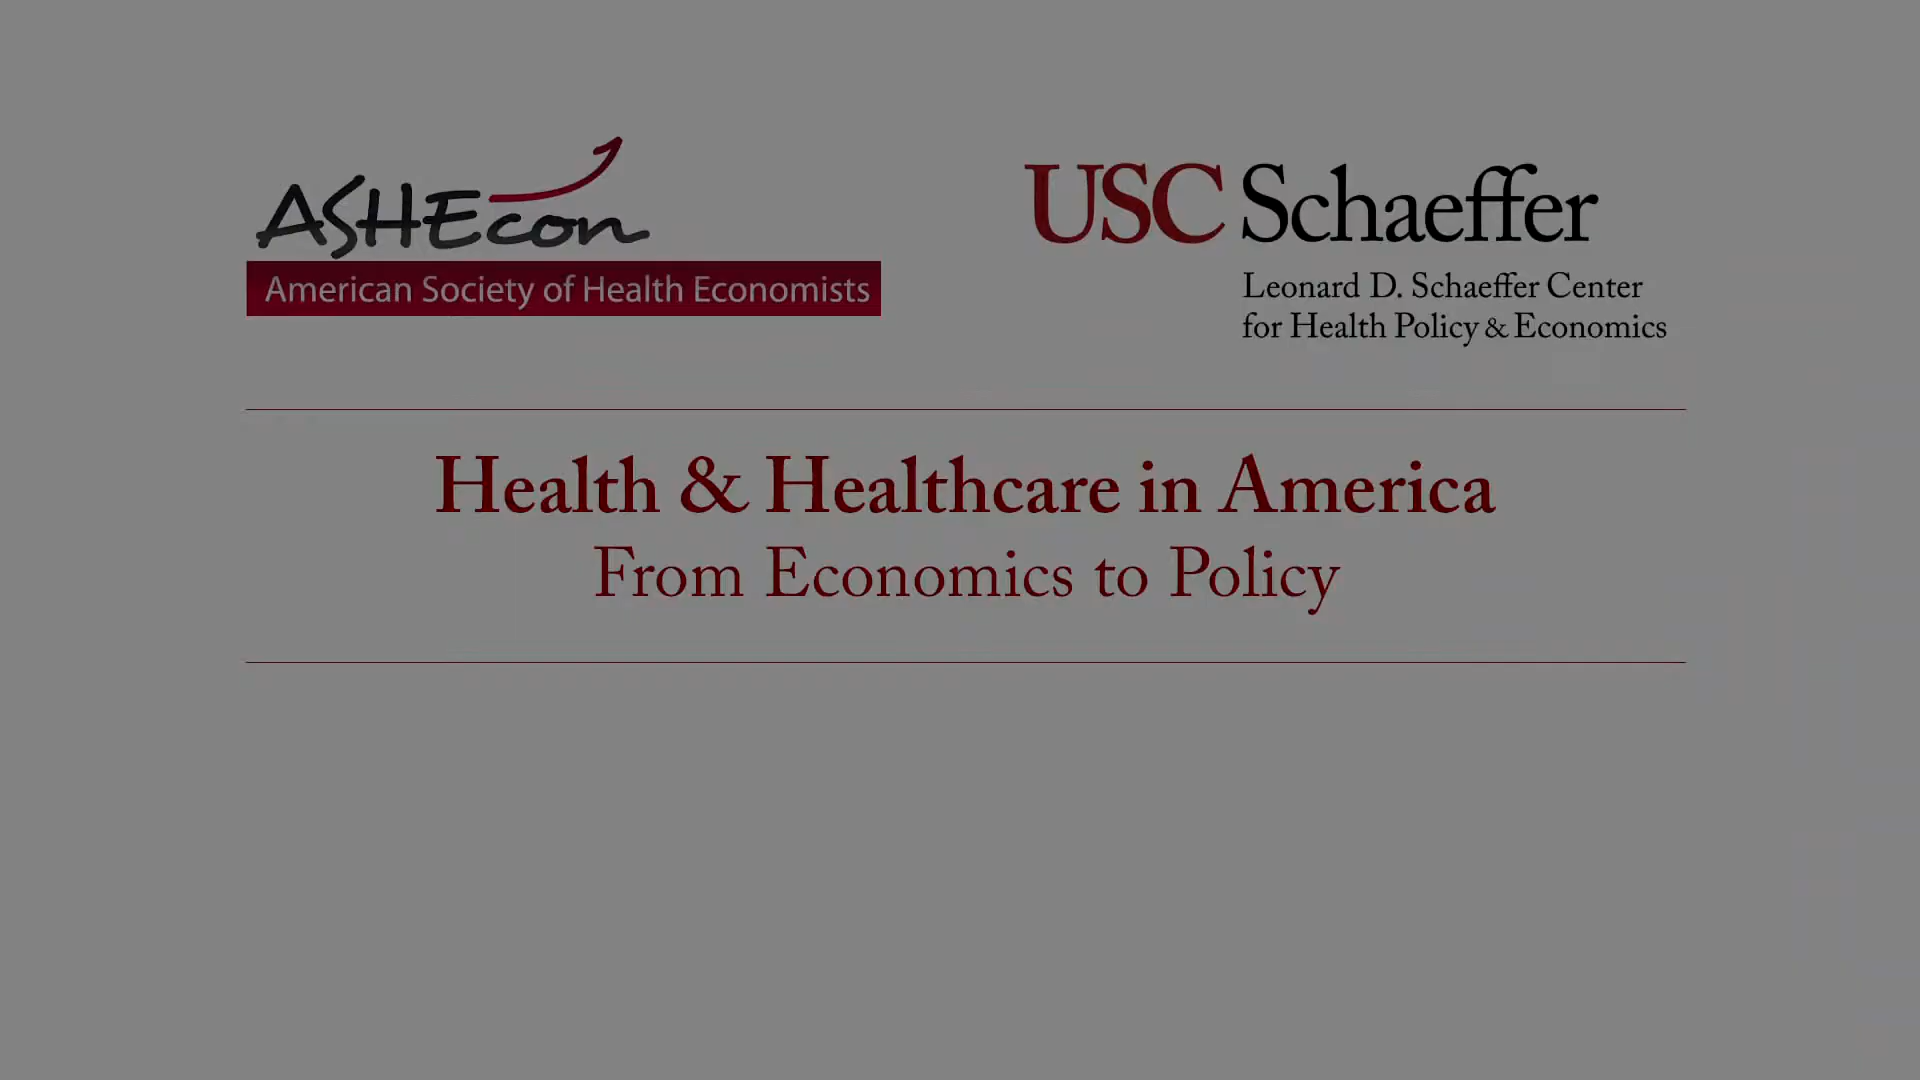 ASHEcon
American Society of Health Economists
USC Schaeffer
Leonard D. Schaeffer Center
for Health Policy & Economics
Health & Healthcare in America
From Economics to Policy